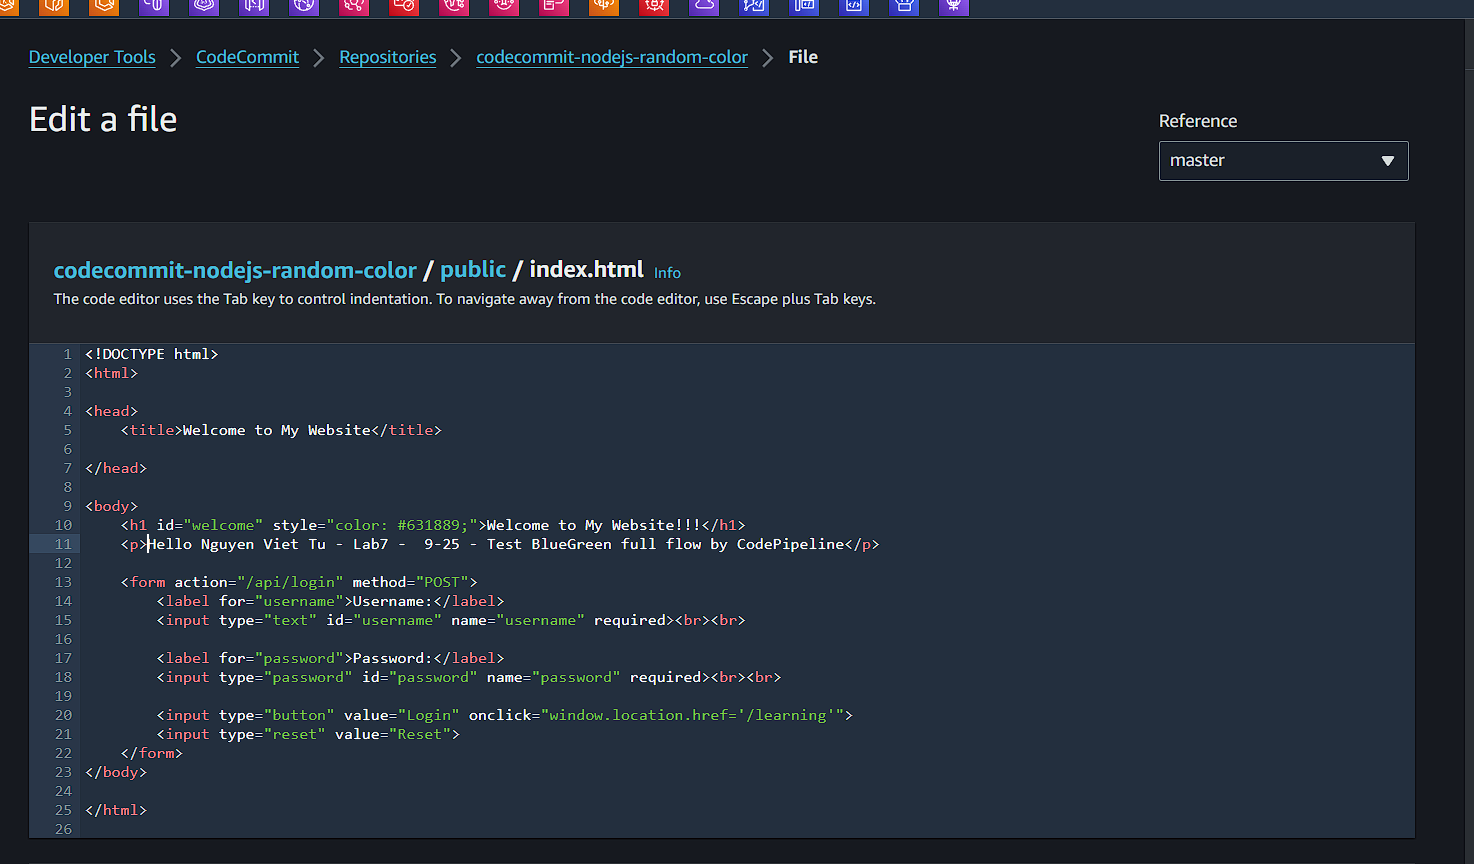 Developer Tools > CodeCommit > Repositories > codecommit-nodejs-random-color > File
Edit a file
Reference
master
codecommit-nodejs-random-color / public / index.html Info
The code editor uses the Tab key to control indentation. To navigate away from the code editor, use Escape plus Tab keys.
1 <!DOCTYPE html>
2 <html>
3
4 <head>
5     <title>Welcome to My Website</title>
6
7 </head>
8
9 <body>
10     <h1 id="welcome" style="color: #631889;">Welcome to My Website!!!</h1>
11     <p>Hello Nguyen Viet Tu - Lab7 -  9-25 - Test BlueGreen full flow by CodePipeline</p>
12
13     <form action="/api/login" method="POST">
14         <label for="username">Username:</label>
15         <input type="text" id="username" name="username" required><br><br>
16
17         <label for="password">Password:</label>
18         <input type="password" id="password" name="password" required><br><br>
19
20         <input type="button" value="Login" onclick="window.location.href='/learning'">
21         <input type="reset" value="Reset">
22     </form>
23 </body>
24
25 </html>
26